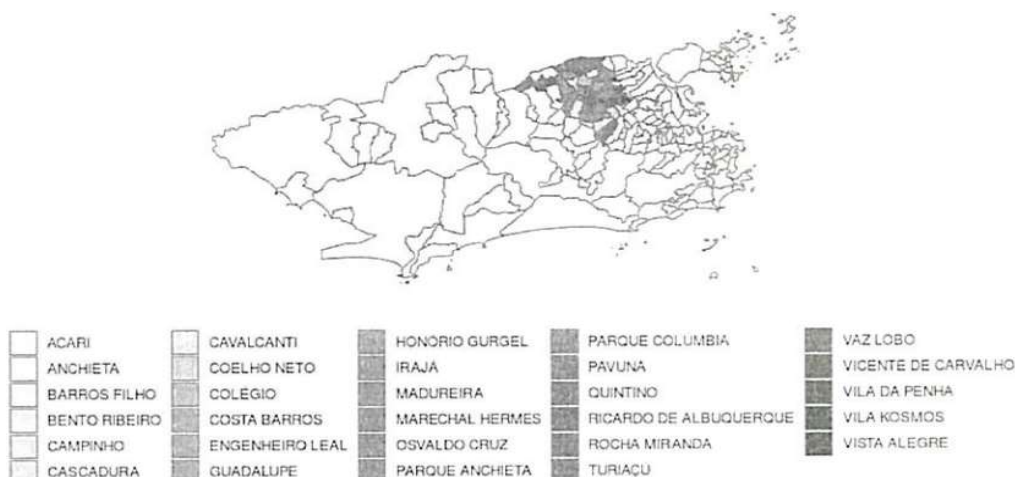 ACARI
ANCHIETA
BARROS FILHO
BENTO RIBEIRO
CAMPINHO
CASCADURA
CAVALCANTI
COELHO NETO
COLÉGIO
COSTA BARROS
ENGENHEIRO LEAL
GUADALUPE
HONÓRIO GURGEL
IRAJÁ
MADUREIRA
MARECHAL HERMES
OSVALDO CRUZ
PARQUE ANCHIETA
PARQUE COLUMBIA
PAVUNA
QUINTINO
RICARDO DE ALBUQUERQUE
ROCHA MIRANDA
TURIAÇU
VAZ LOBO
VICENTE DE CARVALHO
VILA DA PENHA
VILA KOSMOS
VISTA ALEGRE